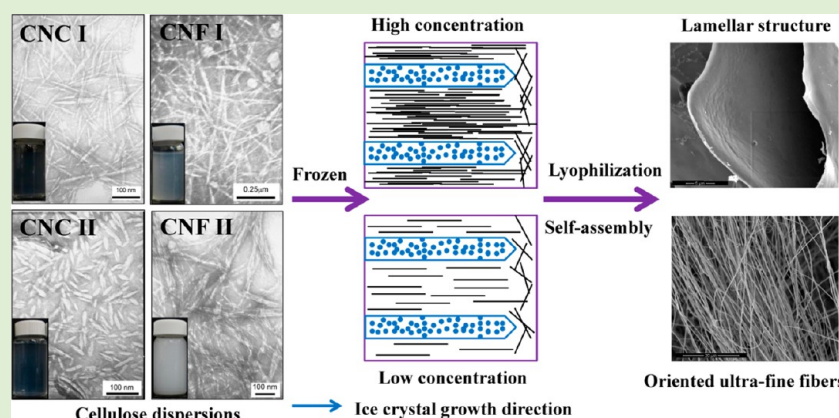 CNC I
CNF I
High concentration
Lamellar structure
100 nm
0.25μm
Frozen
Lyophilization
CNC II
CNF II
Self-assembly
100 nm
100 nm
Low concentration
Oriented ultra-fine fibers
Cellulose dispersions
Ice crystal growth direction